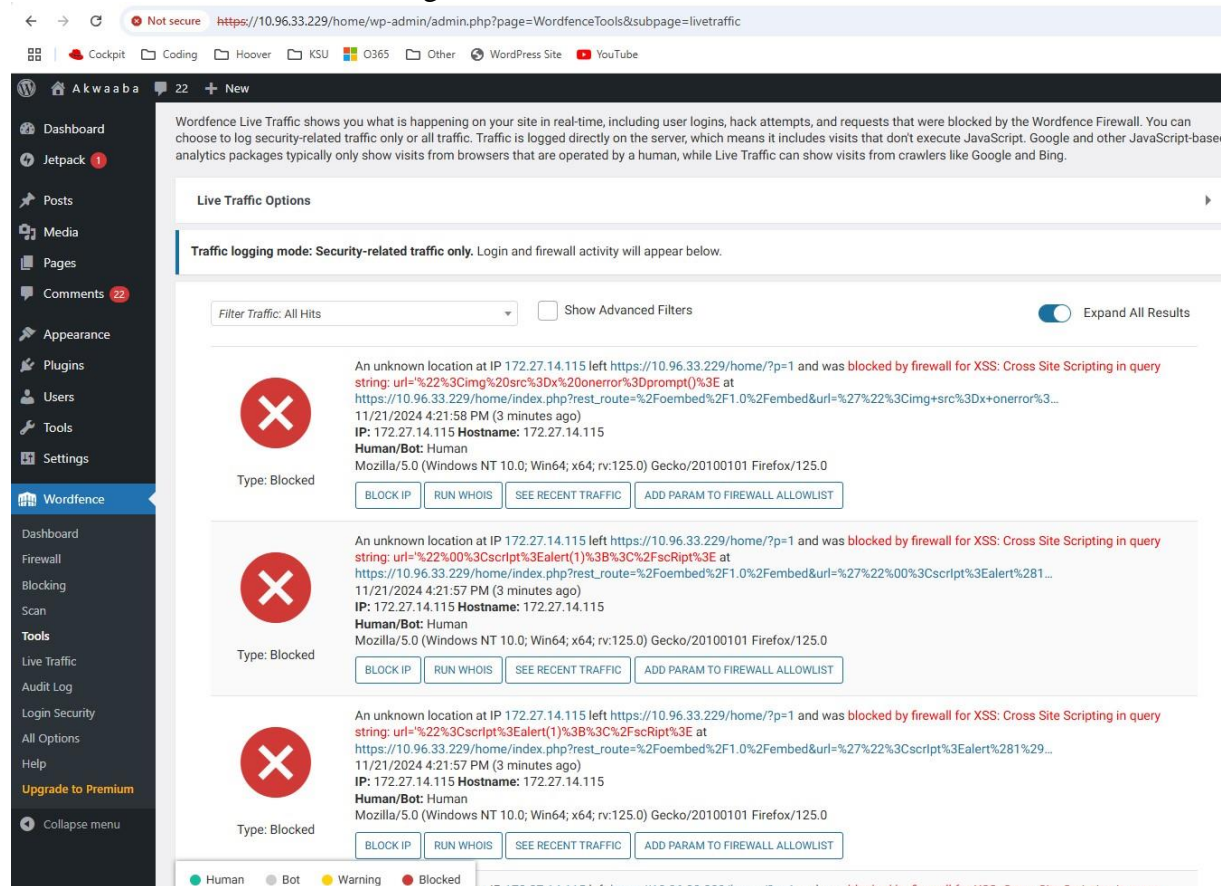 Not secure https://10.96.33.229/home/wp-admin/admin.php?page=WordfenceTools&subpage=livetraffic
Cockpit Coding Hoover KSU O365 Other WordPress Site YouTube
Akwaaba 22 + New
Dashboard
Jetpack 1
Posts
Media
Pages
Comments 22
Appearance
Plugins
Users
Tools
Settings
Wordfence
Dashboard
Firewall
Blocking
Scan
Tools
Live Traffic
Audit Log
Login Security
All Options
Help
Upgrade to Premium
Collapse menu
Wordfence Live Traffic shows you what is happening on your site in real-time, including user logins, hack attempts, and requests that were blocked by the Wordfence Firewall. You can
choose to log security-related traffic only or all traffic. Traffic is logged directly on the server, which means it includes visits that don't execute JavaScript. Google and other JavaScript-base
analytics packages typically only show visits from browsers that are operated by a human, while Live Traffic can show visits from crawlers like Google and Bing.
Live Traffic Options
Traffic logging mode: Security-related traffic only. Login and firewall activity will appear below.
Filter Traffic: All Hits Show Advanced Filters Expand All Results
An unknown location at IP 172.27.14.115 left https://10.96.33.229/home/?p=1 and was blocked by firewall for XSS: Cross Site Scripting in query
string: url='%22%3Cimg%20src%3Dx%20onerror%3Dprompt()%3E at
https://10.96.33.229/home/index.php?rest_route=%2Foembed%2F1.0%2Fembed&url=%27%22%3Cimg+src%3Dx+onerror%3...
11/21/2024 4:21:58 PM (3 minutes ago)
IP: 172.27.14.115 Hostname: 172.27.14.115
Human/Bot: Human
Mozilla/5.0 (Windows NT 10.0; Win64; x64; rv:125.0) Gecko/20100101 Firefox/125.0
Type: Blocked
BLOCK IP RUN WHOIS SEE RECENT TRAFFIC ADD PARAM TO FIREWALL ALLOWLIST
An unknown location at IP 172.27.14.115 left https://10.96.33.229/home/?p=1 and was blocked by firewall for XSS: Cross Site Scripting in query
string: url='%22%00%3CscrIpt%3Ealert(1)%3B%3C%2FscRipt%3E at
https://10.96.33.229/home/index.php?rest_route=%2Foembed%2F1.0%2Fembed&url=%27%22%00%3CscrIpt%3Ealert%281...
11/21/2024 4:21:57 PM (3 minutes ago)
IP: 172.27.14.115 Hostname: 172.27.14.115
Human/Bot: Human
Mozilla/5.0 (Windows NT 10.0; Win64; x64; rv:125.0) Gecko/20100101 Firefox/125.0
Type: Blocked
BLOCK IP RUN WHOIS SEE RECENT TRAFFIC ADD PARAM TO FIREWALL ALLOWLIST
An unknown location at IP 172.27.14.115 left https://10.96.33.229/home/?p=1 and was blocked by firewall for XSS: Cross Site Scripting in query
string: url='%22%3CscrIpt%3Ealert(1)%3B%3C%2FscRipt%3E at
https://10.96.33.229/home/index.php?rest_route=%2Foembed%2F1.0%2Fembed&url=%27%22%3CscrIpt%3Ealert%281%29...
11/21/2024 4:21:57 PM (3 minutes ago)
IP: 172.27.14.115 Hostname: 172.27.14.115
Human/Bot: Human
Mozilla/5.0 (Windows NT 10.0; Win64; x64; rv:125.0) Gecko/20100101 Firefox/125.0
Type: Blocked
BLOCK IP RUN WHOIS SEE RECENT TRAFFIC ADD PARAM TO FIREWALL ALLOWLIST
Human Bot Warning Blocked